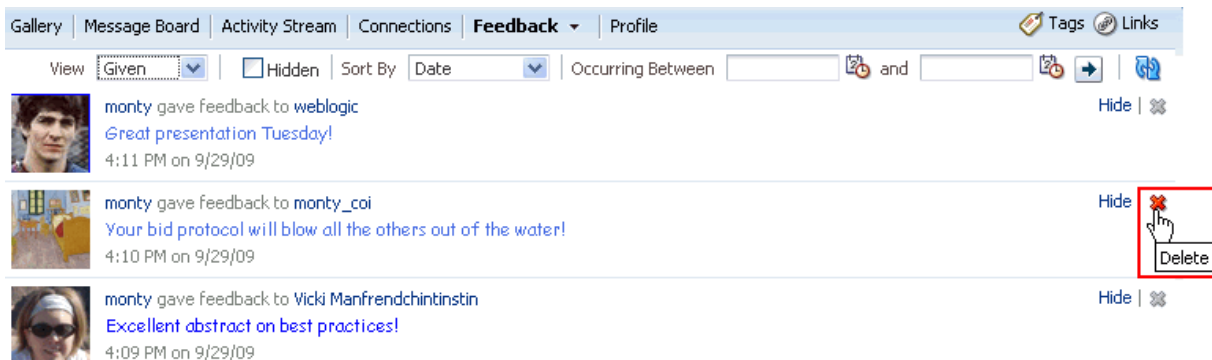 Gallery Message Board Activity Stream Connections Feedback Profile Tags Links
View Given Hidden Sort By Date Occurring Between and
monty gave feedback to weblogic Hide
Great presentation Tuesday!
4:11 PM on 9/29/09
monty gave feedback to monty_coi Hide
Your bid protocol will blow all the others out of the water!
4:10 PM on 9/29/09
Delete
monty gave feedback to Vicki Manfrendchintinstin Hide
Excellent abstract on best practices!
4:09 PM on 9/29/09